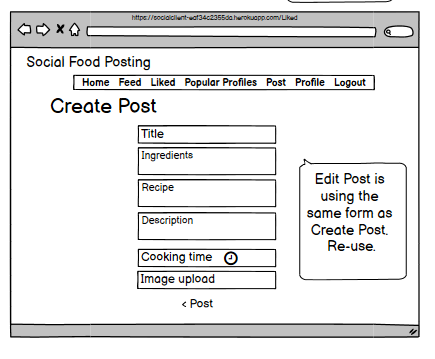 https://socialclient-eaf34c2355da.herokuapp.com/Liked
Social Food Posting
Home Feed Liked Popular Profiles Post Profile Logout
Create Post
Title
Ingredients
Recipe
Description
Cooking time
Image upload
< Post
Edit Post is
using the
same form as
Create Post.
Re-use.